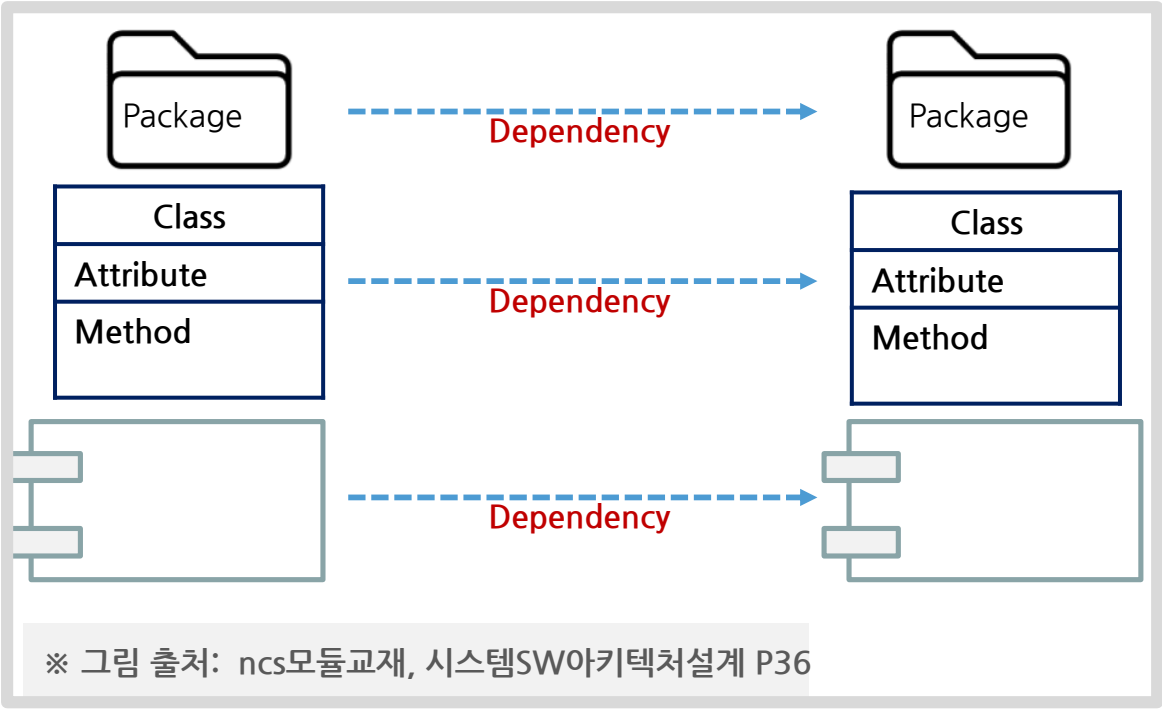 Package
Dependency
Package
Class
Attribute
Method
Dependency
Class
Attribute
Method
Dependency
※ 그림 출처: ncs모듈교재, 시스템SW아키텍처설계 P36